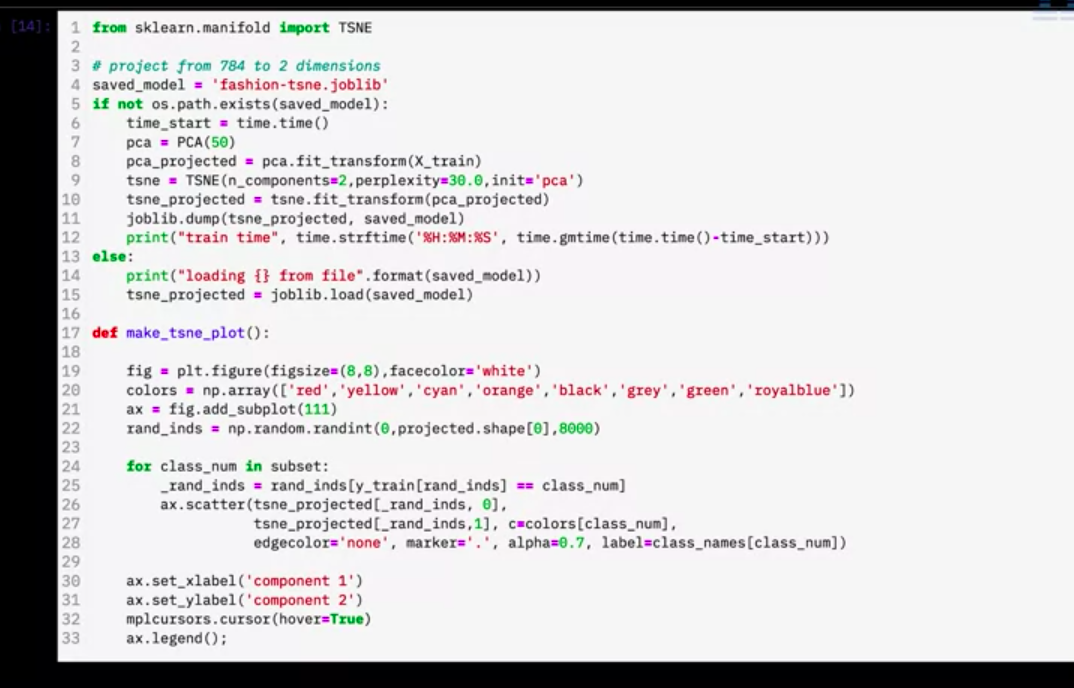 [14]:
1 from sklearn.manifold import TSNE
2
3 # project from 784 to 2 dimensions
4 saved_model = 'fashion-tsne.joblib'
5 if not os.path.exists(saved_model):
6     time_start = time.time()
7     pca = PCA(50)
8     pca_projected = pca.fit_transform(X_train)
9     tsne = TSNE(n_components=2,perplexity=30.0,init='pca')
10     tsne_projected = tsne.fit_transform(pca_projected)
11     joblib.dump(tsne_projected, saved_model)
12     print("train time", time.strftime('%H:%M:%S', time.gmtime(time.time()-time_start)))
13 else:
14     print("loading {} from file".format(saved_model))
15     tsne_projected = joblib.load(saved_model)
16
17 def make_tsne_plot():
18
19     fig = plt.figure(figsize=(8,8),facecolor='white')
20     colors = np.array(['red','yellow','cyan','orange','black','grey','green','royalblue'])
21     ax = fig.add_subplot(111)
22     rand_inds = np.random.randint(0,projected.shape[0],8000)
23
24     for class_num in subset:
25         _rand_inds = rand_inds[y_train[rand_inds] == class_num]
26         ax.scatter(tsne_projected[_rand_inds, 0],
27                    tsne_projected[_rand_inds,1], c=colors[class_num],
28                    edgecolor='none', marker='.', alpha=0.7, label=class_names[class_num])
29
30     ax.set_xlabel('component 1')
31     ax.set_ylabel('component 2')
32     mplcursors.cursor(hover=True)
33     ax.legend();